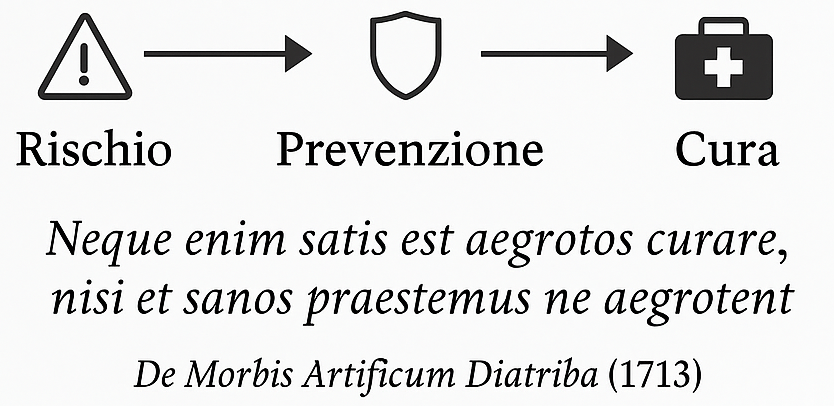 Rischio Prevenzione Cura
Neque enim satis est aegrotos curare,
nisi et sanos praestemus ne aegrotent
De Morbis Artificum Diatriba (1713)